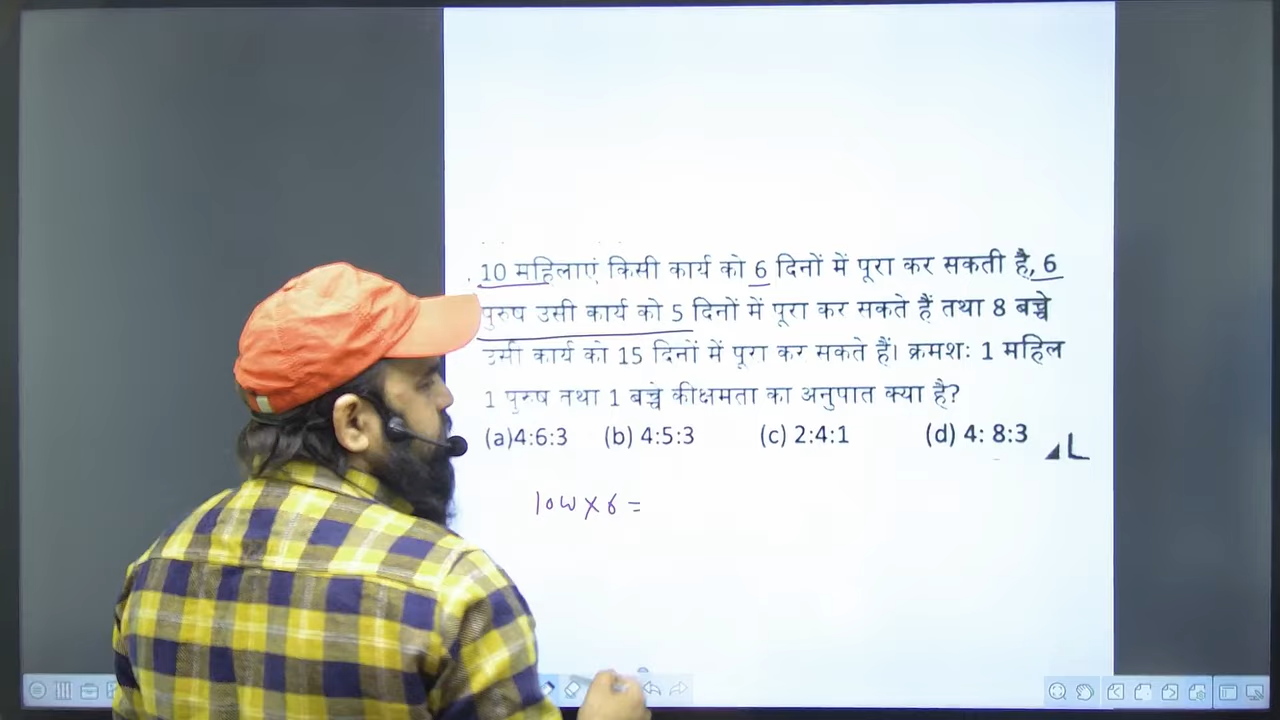 10 महिलाएं किसी कार्य को 6 दिनों में पूरा कर सकती है, 6
पुरुष उसी कार्य को 5 दिनों में पूरा कर सकते हैं तथा 8 बच्चे
उसी कार्य को 15 दिनों में पूरा कर सकते हैं। क्रमशः 1 महिल
1 पुरुष तथा 1 बच्चे कीक्षमता का अनुपात क्या है?
(a)4:6:3 (b) 4:5:3 (c) 2:4:1 (d) 4: 8:3
10W × 6 =